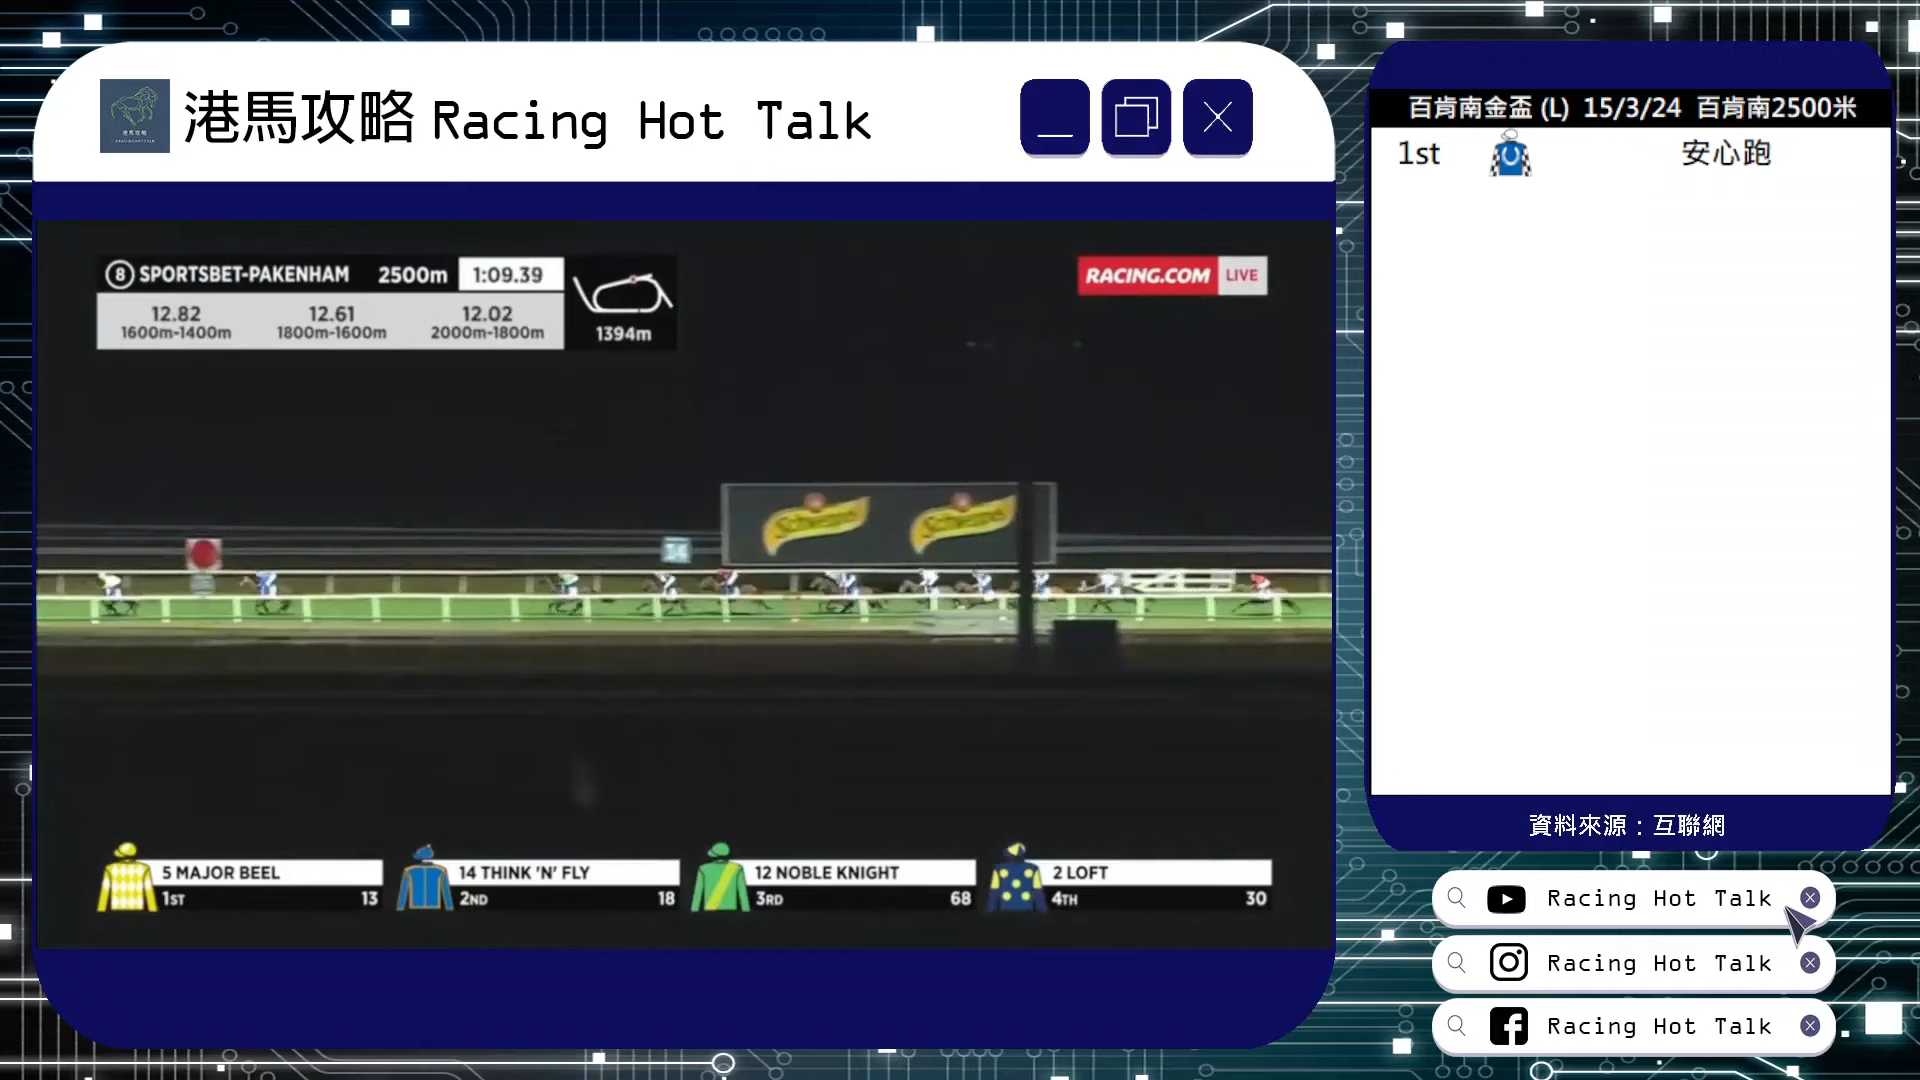 港馬攻略 Racing Hot Talk
8 SPORTSBET-PAKENHAM 2500m 1:09.39
12.82 12.61 12.02
1600m-1400m 1800m-1600m 2000m-1800m
1394m
RACING.COM LIVE
14
Schweppes Schweppes
5 MAJOR BEEL
1ST 13
14 THINK 'N' FLY
2ND 18
12 NOBLE KNIGHT
3RD 68
2 LOFT
4TH 30
百肯南金盃 (L) 15/3/24 百肯南2500米
1st 安心跑
資料來源：互聯網
Racing Hot Talk
Racing Hot Talk
Racing Hot Talk